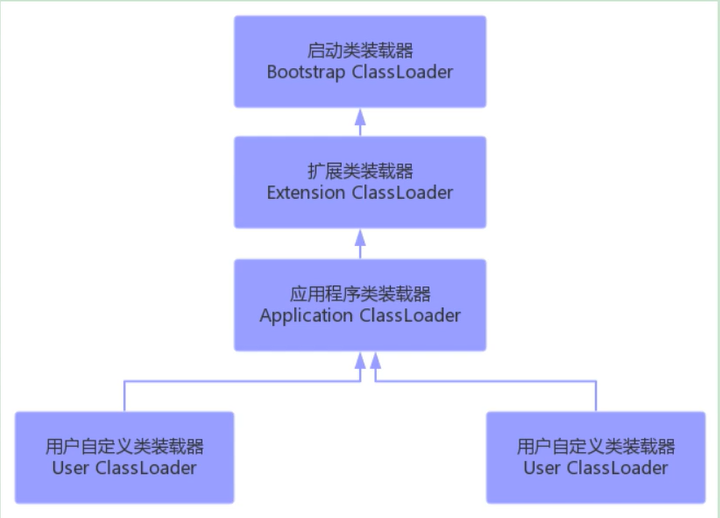 启动类装载器
Bootstrap ClassLoader
扩展类装载器
Extension ClassLoader
应用程序类装载器
Application ClassLoader
用户自定义类装载器
User ClassLoader
用户自定义类装载器
User ClassLoader